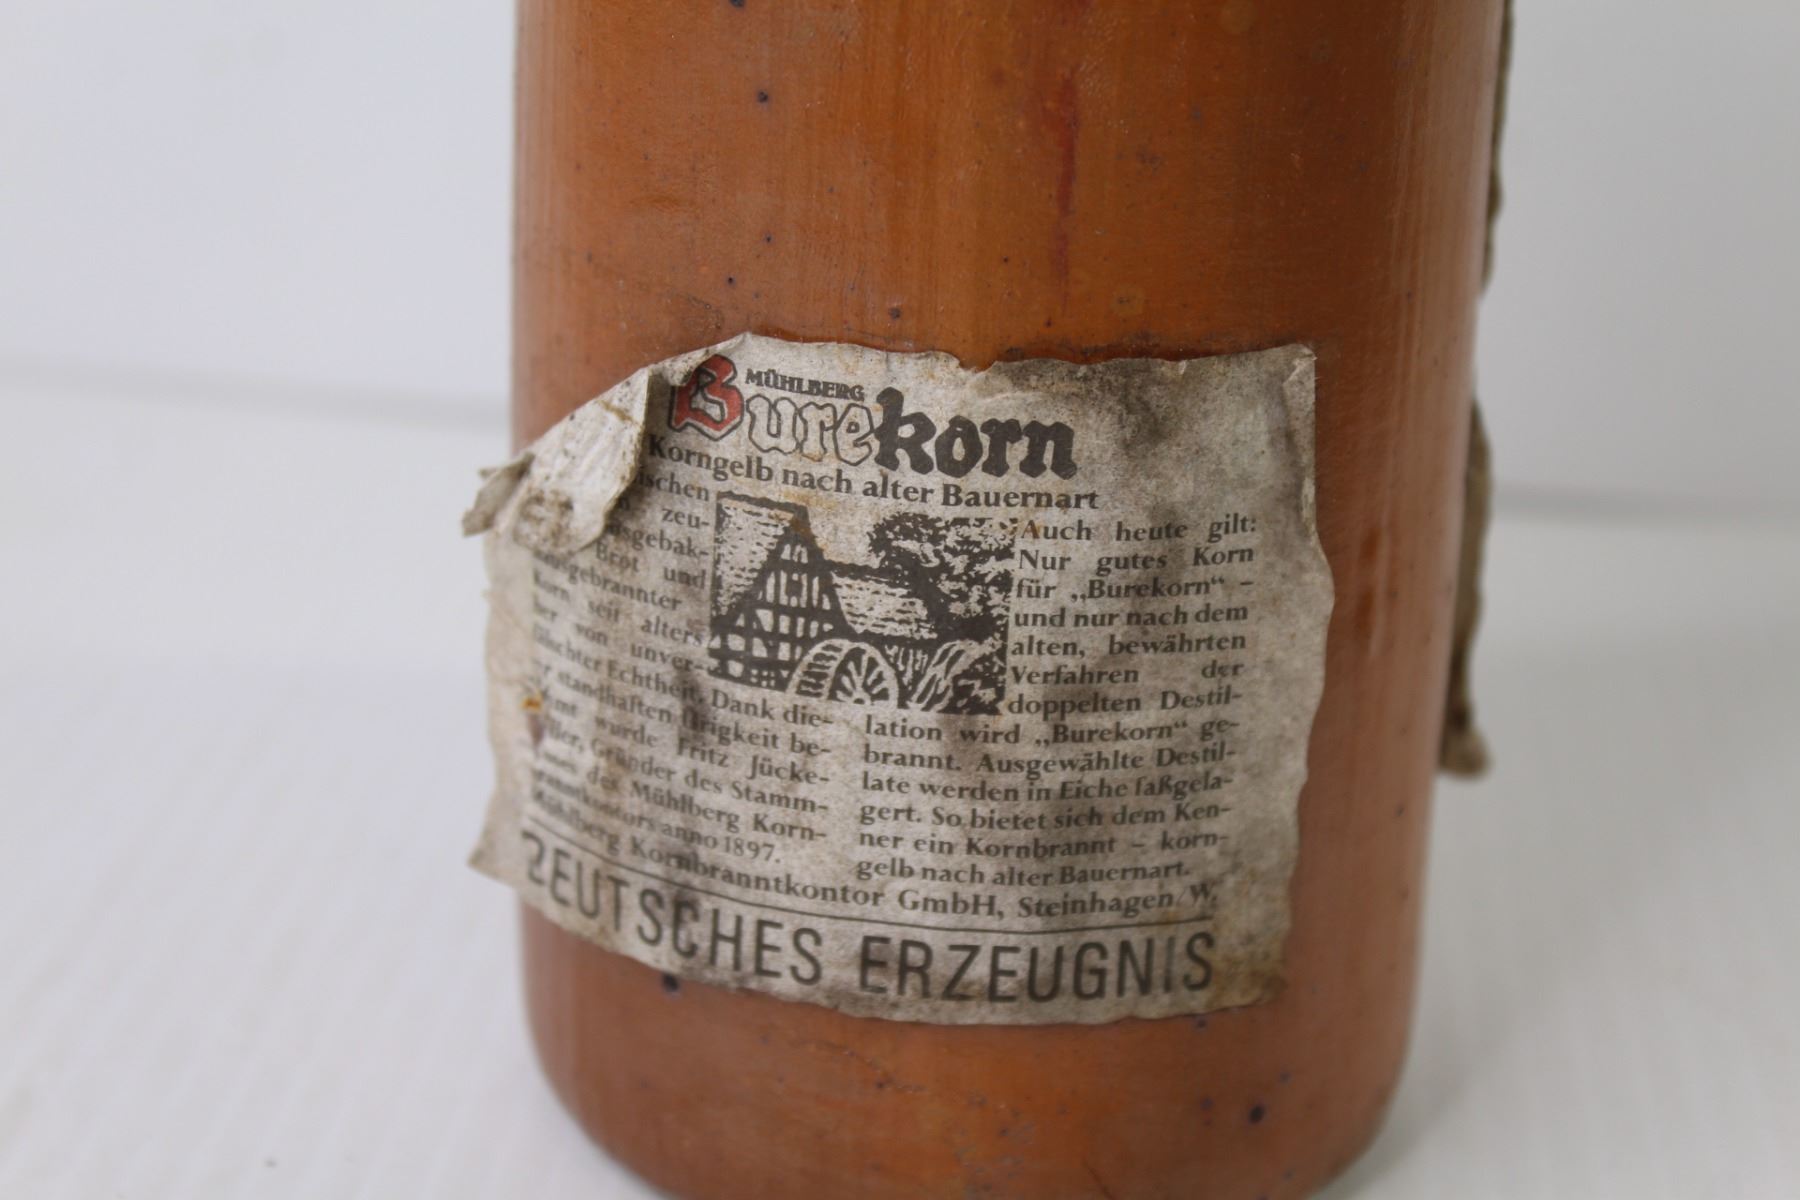 MÜHLBERG
Burekorn
Korngelb nach alter Bauernart
zeu-
Brot und
Korn seit alters
von unver-
Echtheit. Dank die-
standhaften
wurde Fritz Jücke-
Gründer des Stamm-
des Mühlberg Korn-
anno 1897.
Auch heute gilt:
Nur gutes Korn
für „Burekorn“ –
und nur nach dem
alten, bewährten
Verfahren der
doppelten Destil-
lation wird „Burekorn“ ge-
brannt. Ausgewählte Destil-
late werden in Eiche faßgela-
gert. So bietet sich dem Ken-
ner ein Kornbrannt – korn-
gelb nach alter Bauernart.
Mühlberg Kornbranntkontor GmbH, Steinhagen/W.
DEUTSCHES ERZEUGNIS